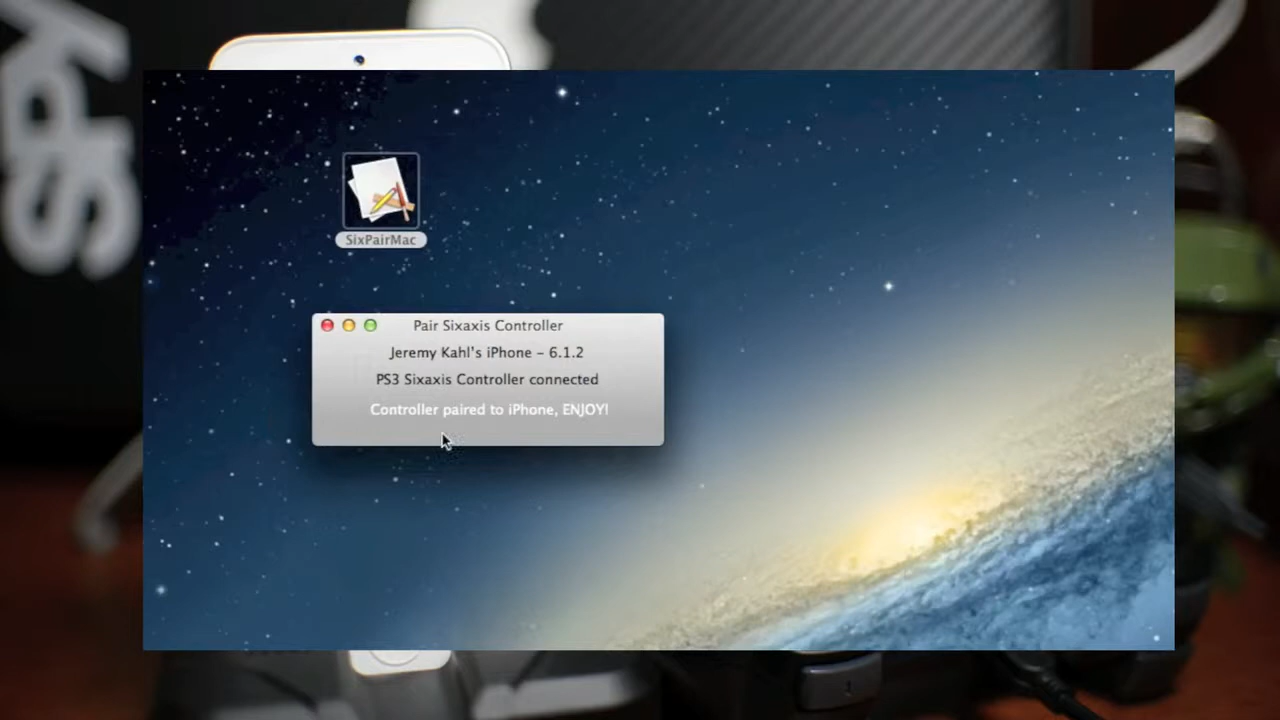 SixPairMac
Pair Sixaxis Controller
Jeremy Kahl's iPhone - 6.1.2
PS3 Sixaxis Controller connected
Controller paired to iPhone, ENJOY!